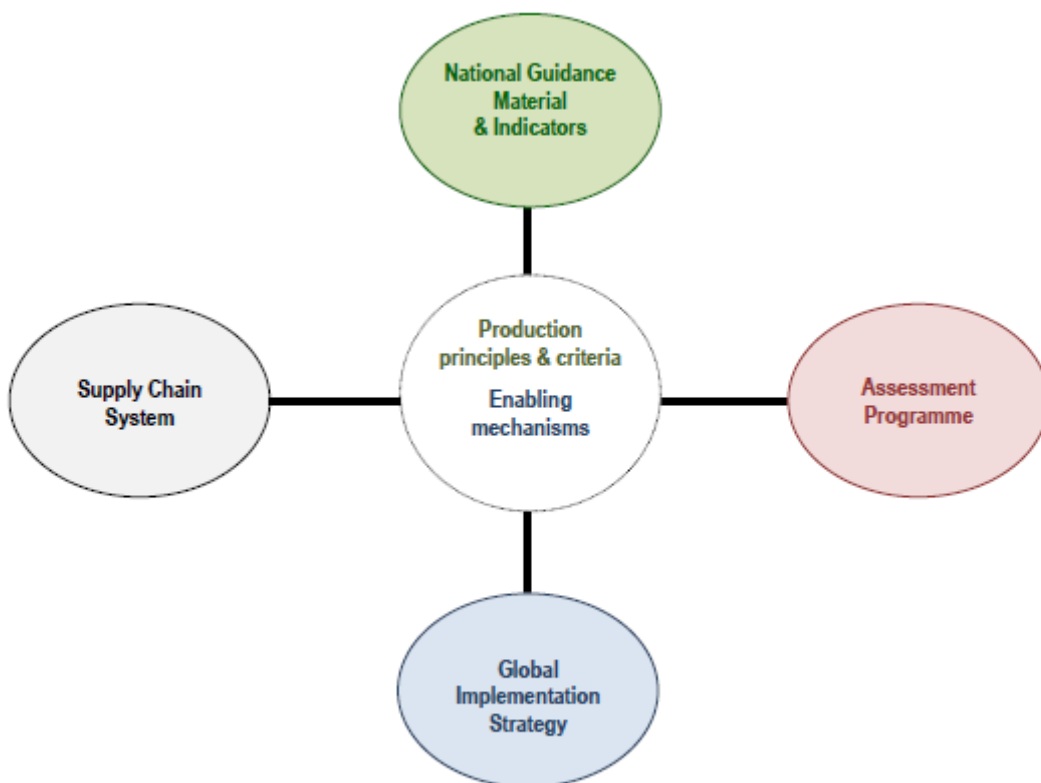 National Guidance
Material
& Indicators
Production
principles & criteria
Enabling
mechanisms
Supply Chain
System
Assessment
Programme
Global
Implementation
Strategy